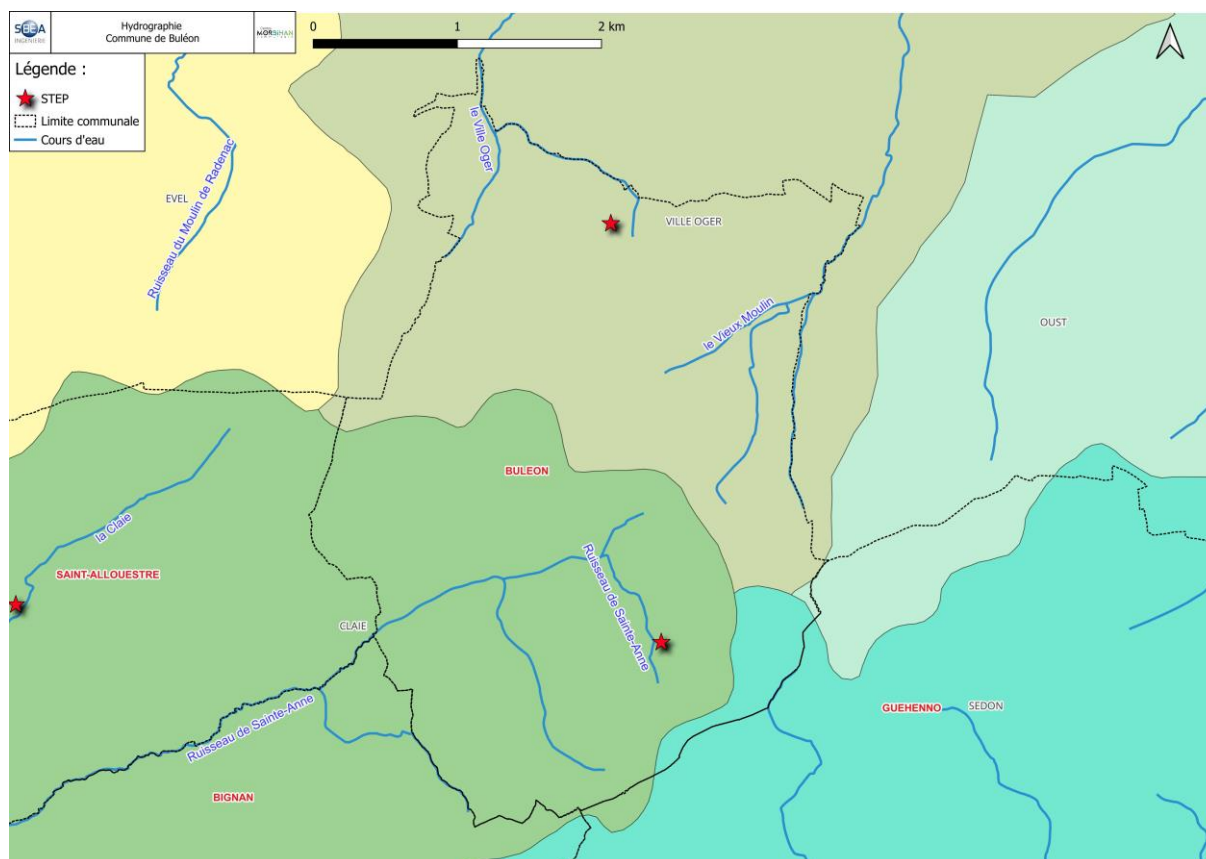 SBEA
INGENIERIE
Hydrographie
Commune de Buléon
MORBIHAN
0
1
2 km
Légende :
STEP
Limite communale
Cours d'eau
le Ville Oger
Ruisseau du Moulin de Radenac
EVEL
VILLE OGER
le Vieux Moulin
OUST
BULEON
la Claie
SAINT-ALLOUESTRE
Ruisseau de Sainte-Anne
CLAIE
Ruisseau de Sainte-Anne
GUEHENNO
SEDON
BIGNAN